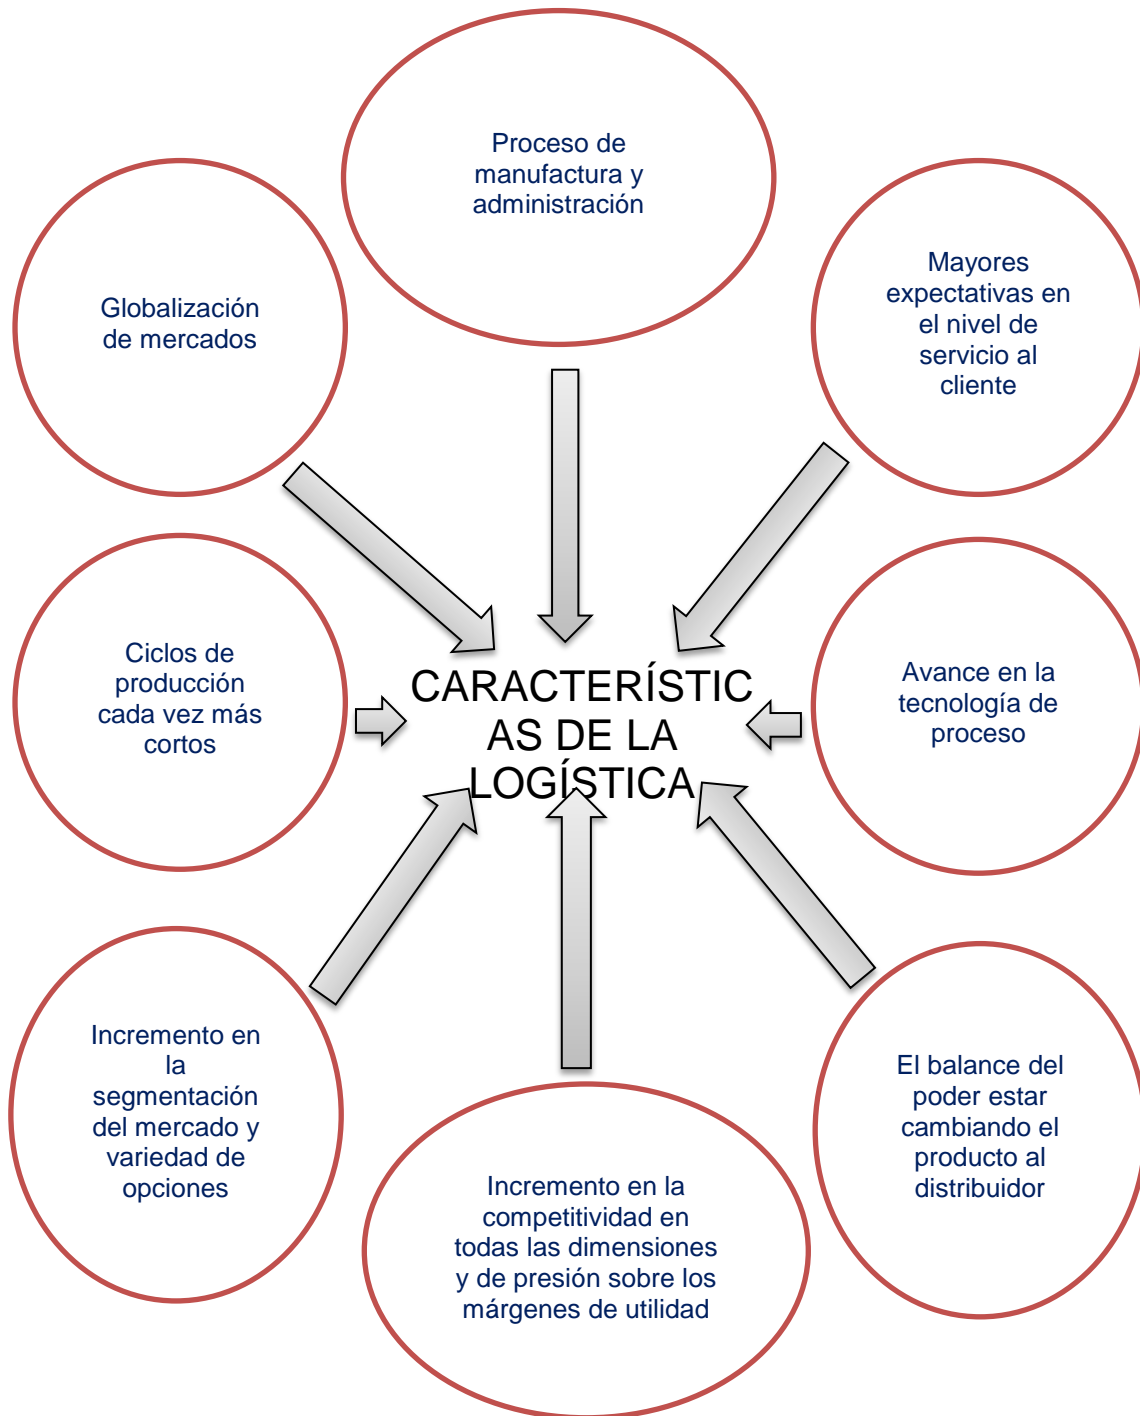 Proceso de
manufactura y
administración
Globalización
de mercados
Mayores
expectativas en
el nivel de
servicio al
cliente
Ciclos de
producción
cada vez más
cortos
CARACTERÍSTIC
AS DE LA
LOGÍSTICA
Avance en la
tecnología de
proceso
Incremento en
la
segmentación
del mercado y
variedad de
opciones
Incremento en la
competitividad en
todas las dimensiones
y de presión sobre los
márgenes de utilidad
El balance del
poder estar
cambiando el
producto al
distribuidor